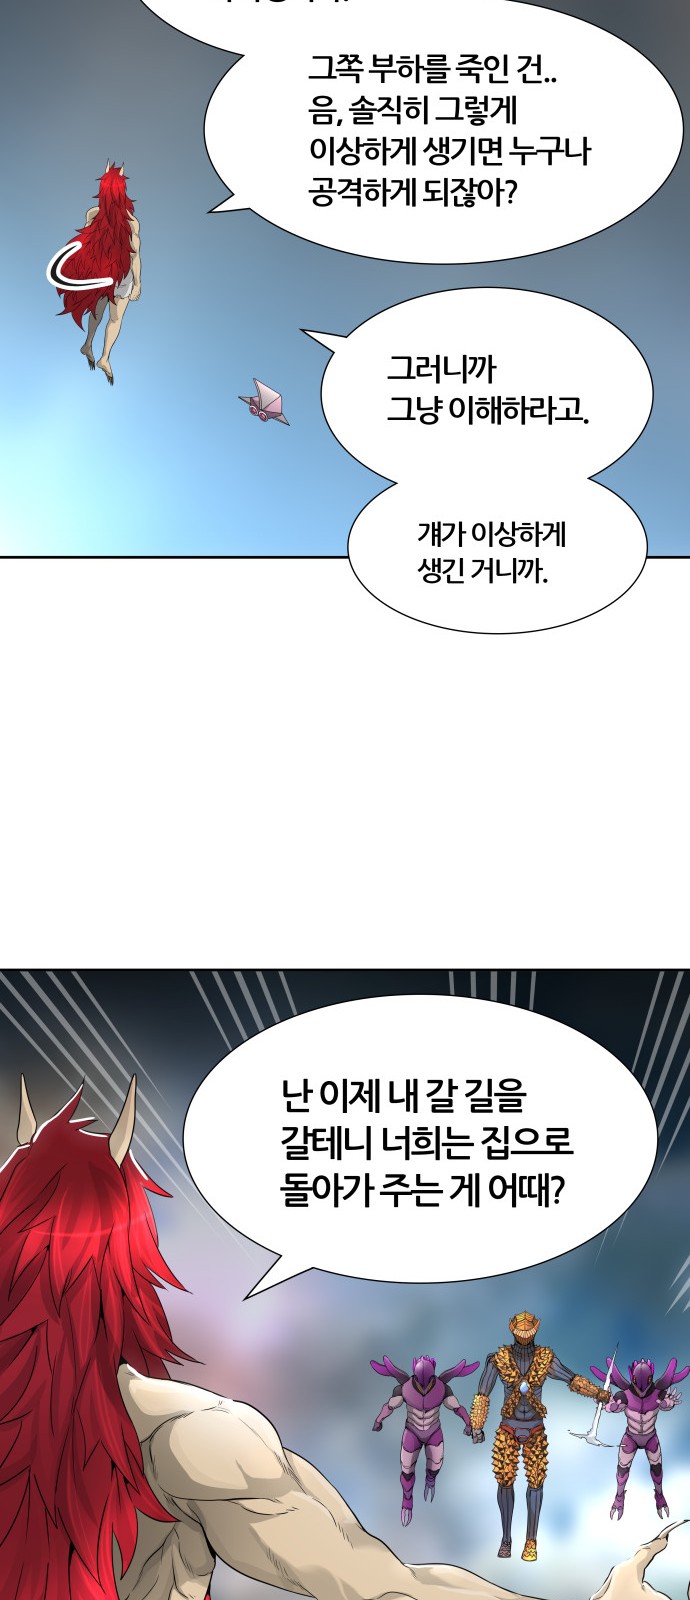 그쪽 부하를 죽인 건..
음, 솔직히 그렇게
이상하게 생기면 누구나
공격하게 되잖아?
그러니까
그냥 이해하라고.
걔가 이상하게
생긴 거니까.
난 이제 내 갈 길을
갈테니 너희는 집으로
돌아가 주는 게 어때?